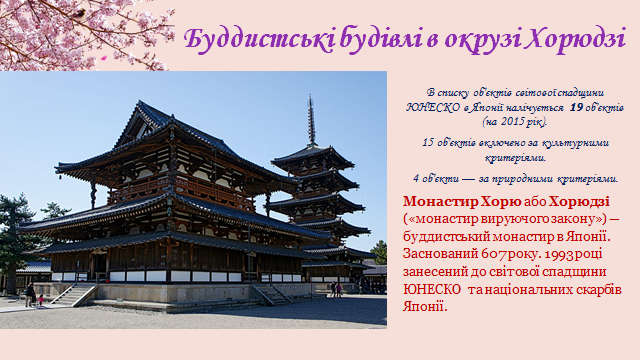 Буддистські будівлі в окрузі Хорюдзі
В списку об'єктів світової спадщини
ЮНЕСКО в Японії налічується 19 об'єктів
(на 2015 рік).
15 об'єктів включено за культурними
критеріями.
4 об'єкти — за природними критеріями.
Монастир Хорю або Хорюдзі
(«монастир вируючого закону») —
буддистський монастир в Японії.
Заснований 607 року. 1993 році
занесений до світової спадщини
ЮНЕСКО та національних скарбів
Японії.